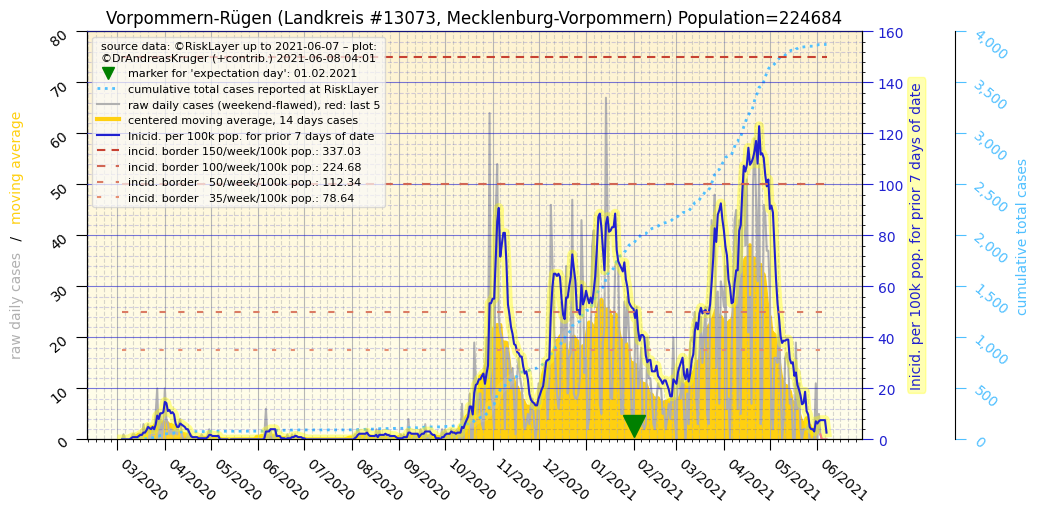 Vorpommern-Rügen (Landkreis #13073, Mecklenburg-Vorpommern) Population=224684
source data: ©RiskLayer up to 2021-06-07 – plot:
©DrAndreasKruger (+contrib.) 2021-06-08 04:01
marker for 'expectation day': 01.02.2021
cumulative total cases reported at RiskLayer
raw daily cases (weekend-flawed), red: last 5
centered moving average, 14 days cases
Inicid. per 100k pop. for prior 7 days of date
incid. border 150/week/100k pop.: 337.03
incid. border 100/week/100k pop.: 224.68
incid. border 50/week/100k pop.: 112.34
incid. border 35/week/100k pop.: 78.64
raw daily cases / moving average
80
70
60
50
40
30
20
10
0
160
140
120
100
80
60
40
20
0
Inicid. per 100k pop. for prior 7 days of date
4,000
3,500
3,000
2,500
2,000
1,500
1,000
500
0
cumulative total cases
03/2020
04/2020
05/2020
06/2020
07/2020
08/2020
09/2020
10/2020
11/2020
12/2020
01/2021
02/2021
03/2021
04/2021
05/2021
06/2021